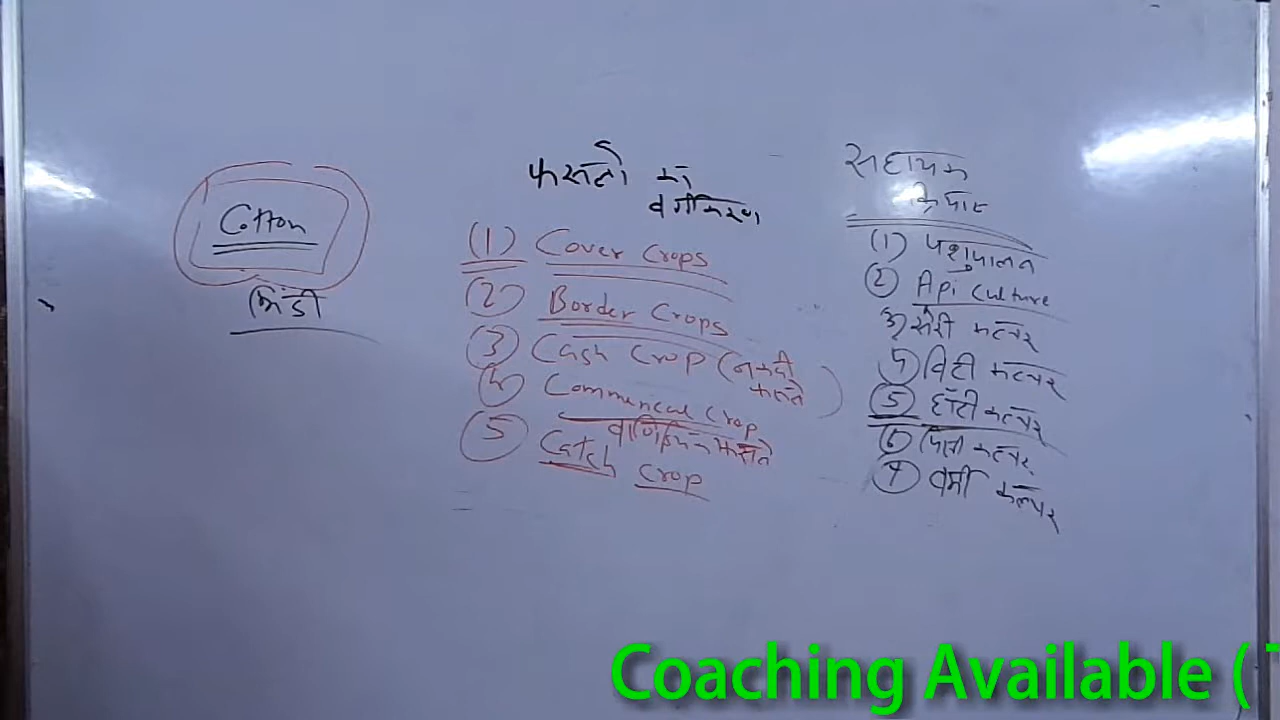 Cotton
भिंडी
फसलो का
वर्गीकरण
(1) Cover Crops
(2) Border Crops
(3) Cash Crop (नकदी
फसले)
(4) Commurical Crop
वाणिज्यिक फसले
(5) Catch Crop
सहायक
(1) पशुपालन
(2) Api Culture
3) सेरी कल्चर
(4) विटी कल्चर
(5) हॉर्टी कल्चर
(6) पिसी कल्चर
(7) वर्मी कल्चर
Coaching Available (